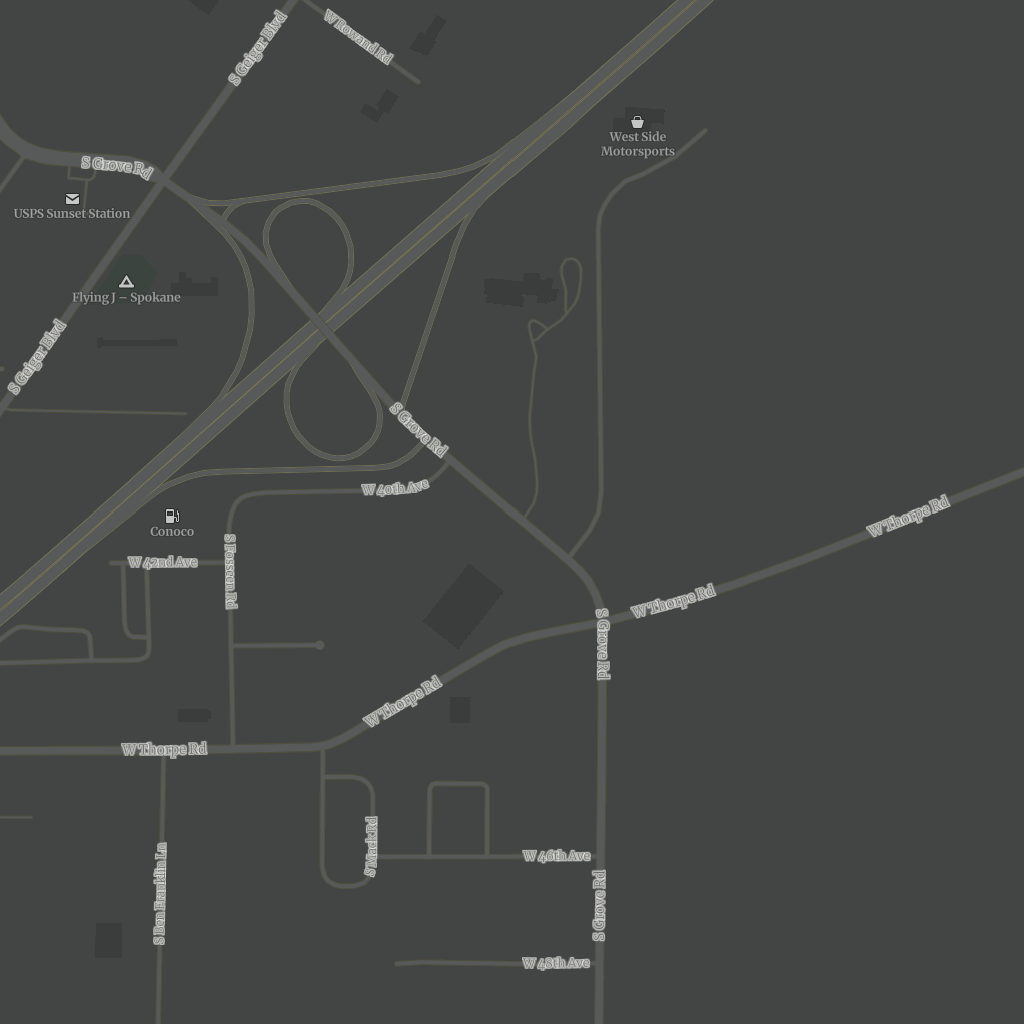 S Geiger Blvd
W Rowand Rd
West Side
Motorsports
S Grove Rd
USPS Sunset Station
Flying J – Spokane
S Geiger Blvd
S Grove Rd
W 40th Ave
Conoco
W Thorpe Rd
W 42nd Ave
S Fosseen Rd
W Thorpe Rd
S Grove Rd
W Thorpe Rd
W Thorpe Rd
S Mack Rd
W 46th Ave
S Ben Franklin Ln
S Grove Rd
W 48th Ave